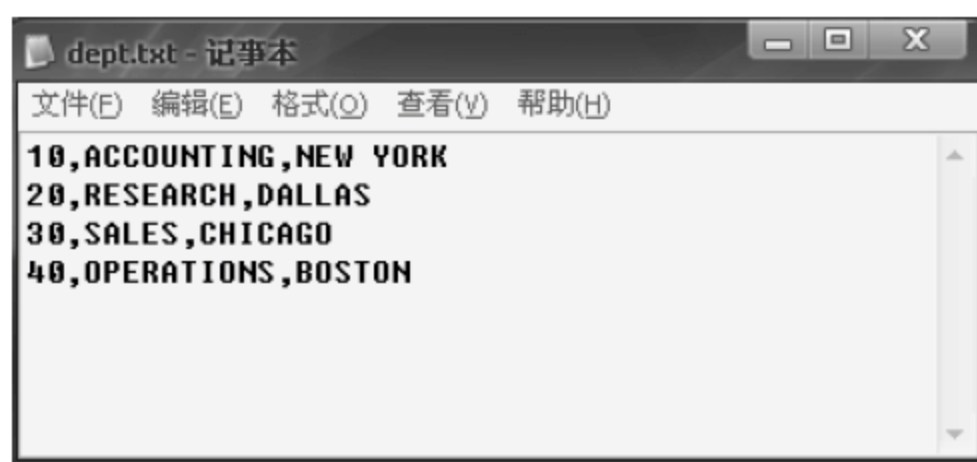 dept.txt - 记事本
文件(F) 编辑(E) 格式(O) 查看(V) 帮助(H)
10,ACCOUNTING,NEW YORK
20,RESEARCH,DALLAS
30,SALES,CHICAGO
40,OPERATIONS,BOSTON